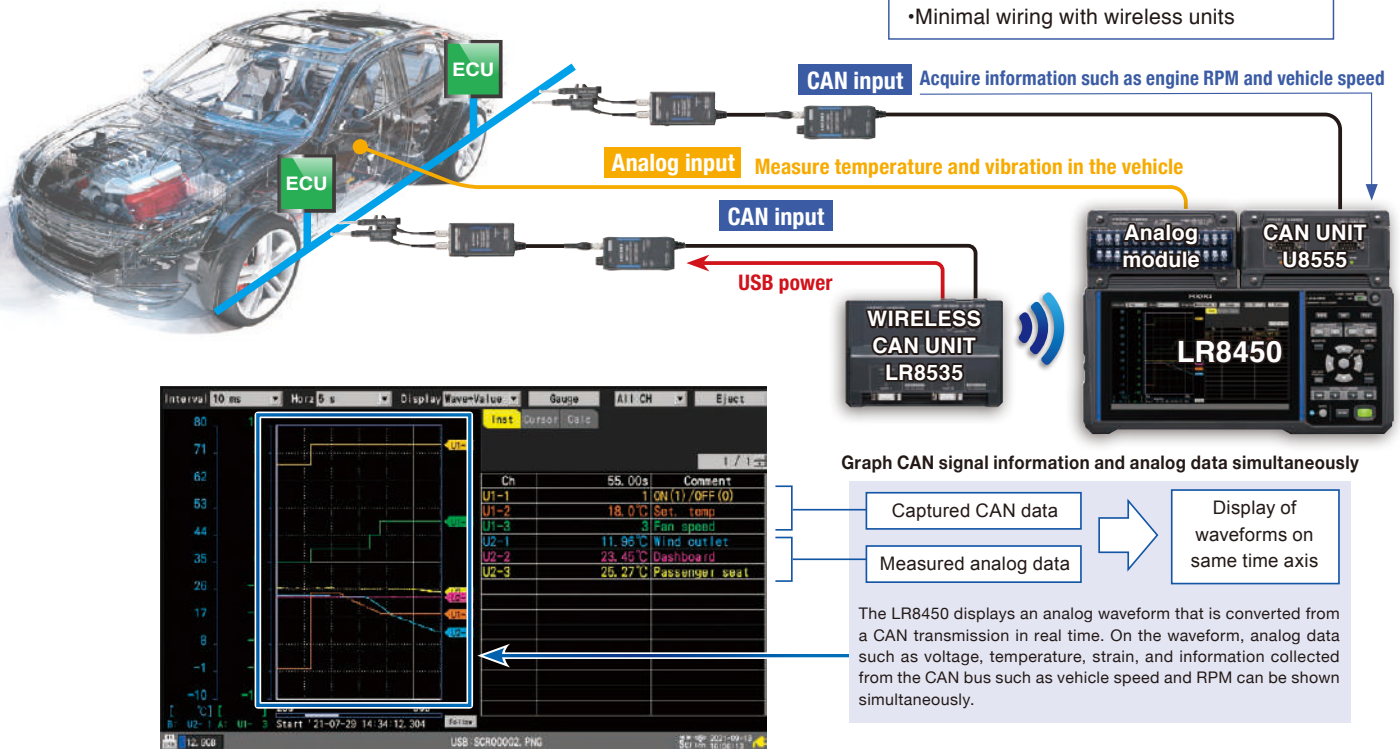 •Minimal wiring with wireless units
ECU
CAN input
Acquire information such as engine RPM and vehicle speed
Analog input
Measure temperature and vibration in the vehicle
ECU
CAN input
USB power
Analog
module
CAN UNIT
U8555
HIOKI
WIRELESS
CAN UNIT
LR8535
LR8450
Interval 10 ms Horz 5 s Display Wave+Value Gauge All CH Eject
80
71
62
53
44
35
26
17
8
-1
-10
Inst Cursor Calc
1 / 1
Ch 55.00s Comment
U1-1 1 ON(1)/OFF(0)
U1-2 18.0℃ Set. temp
U1-3 3 Fan speed
U2-1 11.96℃ Wind outlet
U2-2 23.45℃ Dashboard
U2-3 25.27℃ Passenger seat
[ ℃] [ ]
B: U2- 1 A: U1- 3 Start '21-07-29 14:34:12.304 Follow
12.0GB USB SCR00002.PNG
Graph CAN signal information and analog data simultaneously
Captured CAN data
Measured analog data
Display of
waveforms on
same time axis
The LR8450 displays an analog waveform that is converted from
a CAN transmission in real time. On the waveform, analog data
such as voltage, temperature, strain, and information collected
from the CAN bus such as vehicle speed and RPM can be shown
simultaneously.